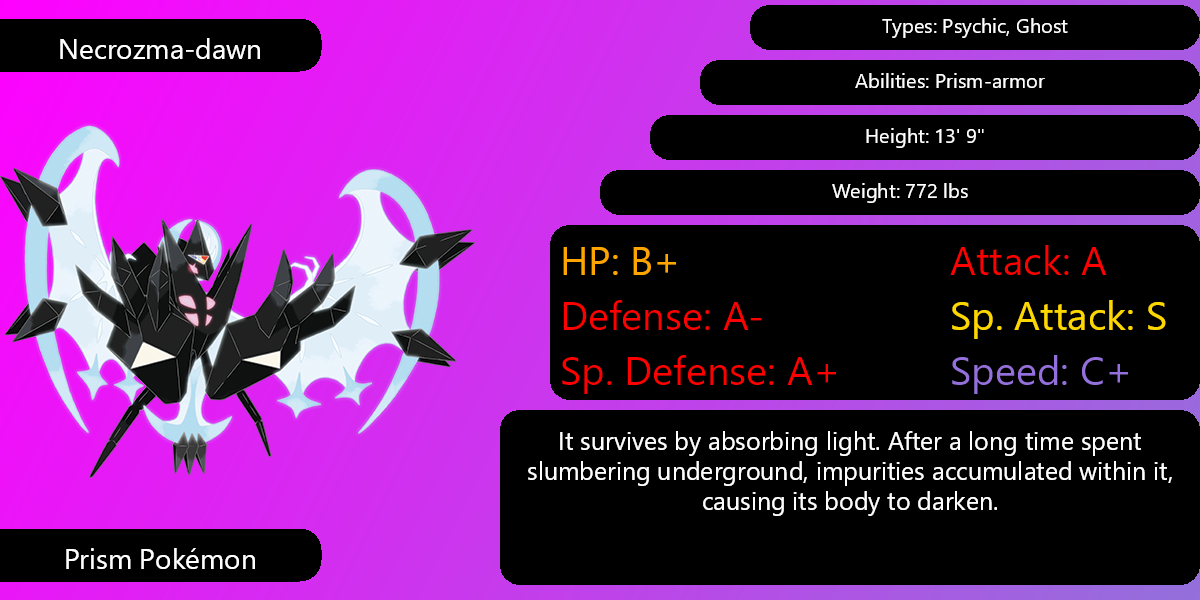 Necrozma-dawn
Types: Psychic, Ghost
Abilities: Prism-armor
Height: 13' 9"
Weight: 772 lbs
HP: B+
Attack: A
Defense: A-
Sp. Attack: S
Sp. Defense: A+
Speed: C+
It survives by absorbing light. After a long time spent
slumbering underground, impurities accumulated within it,
causing its body to darken.
Prism Pokémon